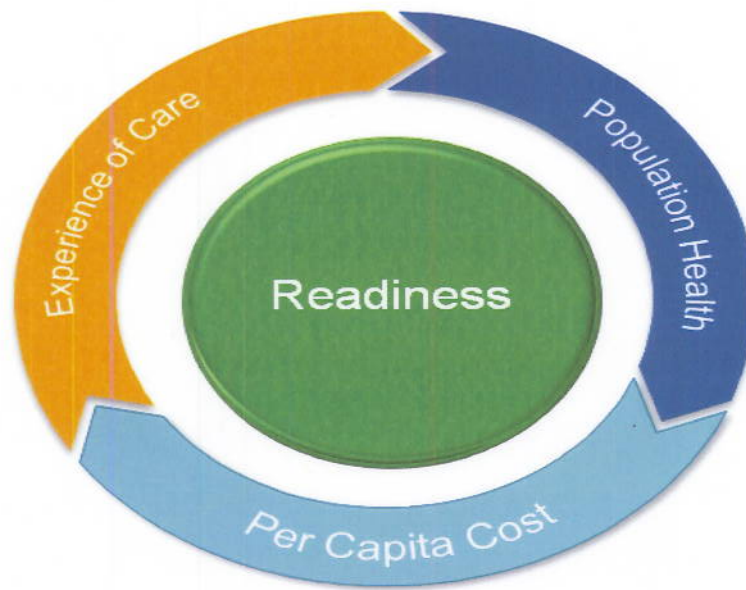 Experience of Care
Population Health
Readiness
Per Capita Cost